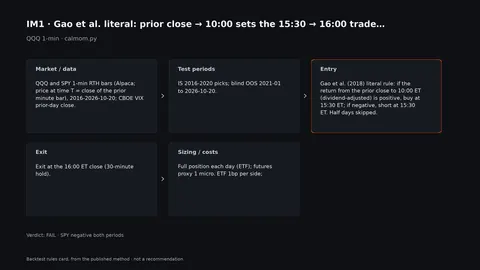 IM1 · Gao et al. literal: prior close → 10:00 sets the 15:30 → 16:00 trade...
QQQ 1-min · calmom.py
Market / data
QQQ and SPY 1-min RTH bars (Alpaca;
price at time T = close of the prior
minute bar), 2016-2026-10-20; CBOE VIX
prior-day close.
›
Test periods
IS 2016-2020 picks; blind OOS 2021-01
to 2026-10-20.
›
Entry
Gao et al. (2018) literal rule: if the
return from the prior close to 10:00 ET
(dividend-adjusted) is positive, buy at
15:30 ET; if negative, short at 15:30
ET. Half days skipped.
Exit
Exit at the 16:00 ET close (30-minute
hold).
›
Sizing / costs
Full position each day (ETF); futures
proxy 1 micro. ETF 1bp per side;
Verdict: FAIL · SPY negative both periods
Backtest rules card, from the published method · not a recommendation.